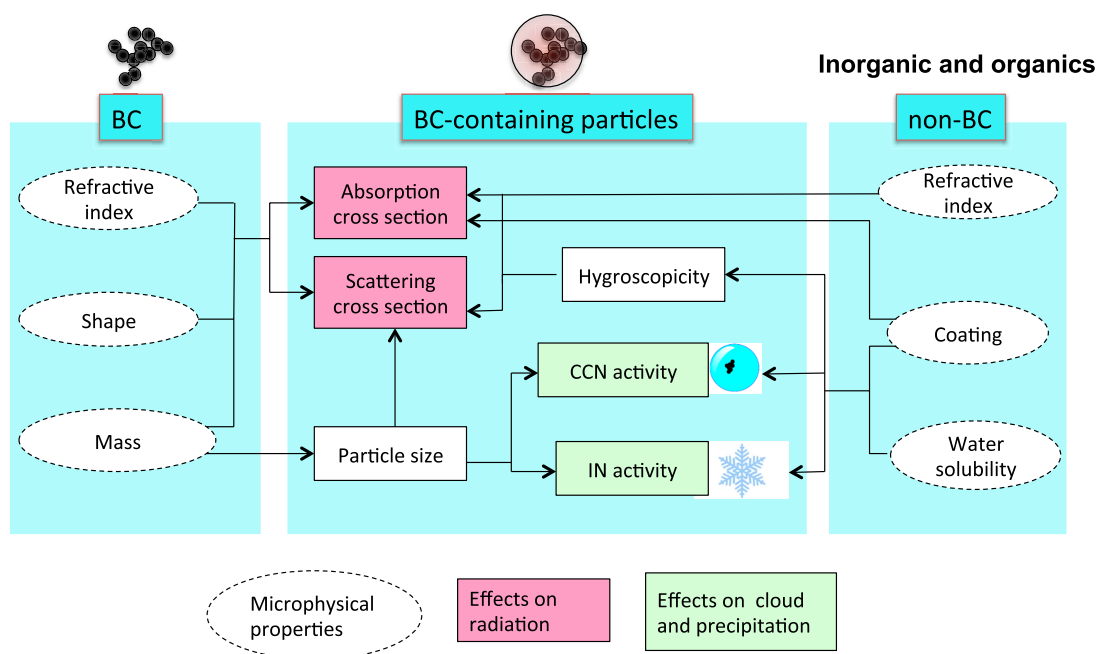 Inorganic and organics
BC
BC-containing particles
non-BC
Refractive
index
Shape
Mass
Absorption
cross section
Scattering
cross section
Hygroscopicity
CCN activity
Particle size
IN activity
Refractive
index
Coating
Water
solubility
Microphysical
properties
Effects on
radiation
Effects on cloud
and precipitation